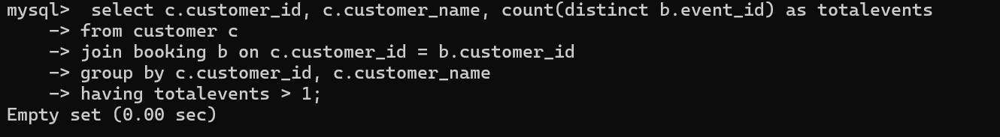 mysql>  select c.customer_id, c.customer_name, count(distinct b.event_id) as totalevents
    -> from customer c
    -> join booking b on c.customer_id = b.customer_id
    -> group by c.customer_id, c.customer_name
    -> having totalevents > 1;
Empty set (0.00 sec)